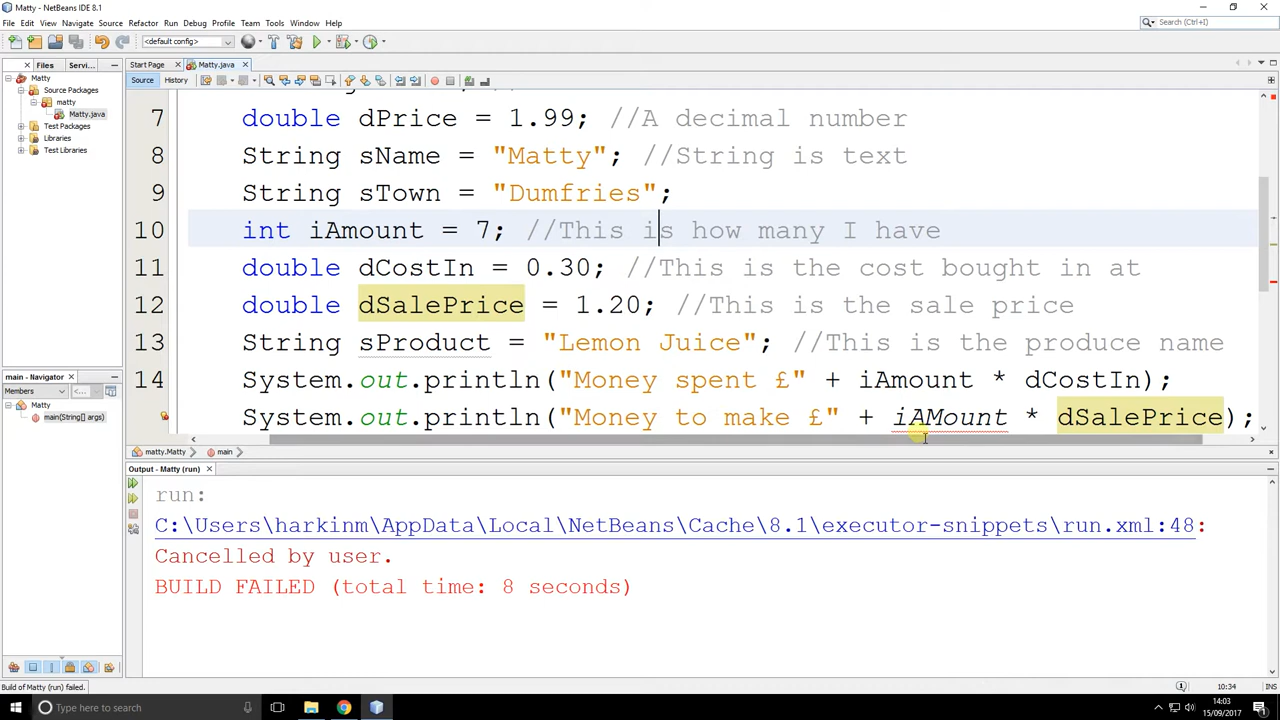 Matty - NetBeans IDE 8.1
File Edit View Navigate Source Refactor Run Debug Profile Team Tools Window Help
Search (Ctrl+I)
<default config>
Files Servi...
Start Page Matty.java
Matty
Source Packages
matty
Matty.java
Test Packages
Libraries
Test Libraries
Source History
7 double dPrice = 1.99; //A decimal number
8 String sName = "Matty"; //String is text
9 String sTown = "Dumfries";
10 int iAmount = 7; //This is how many I have
11 double dCostIn = 0.30; //This is the cost bought in at
12 double dSalePrice = 1.20; //This is the sale price
13 String sProduct = "Lemon Juice"; //This is the produce name
14 System.out.println("Money spent £" + iAmount * dCostIn);
System.out.println("Money to make £" + iAMount * dSalePrice);
main - Navigator
Members <...
Matty
main(String[] args)
matty.Matty main
Output - Matty (run)
run:
C:\Users\harkinm\AppData\Local\NetBeans\Cache\8.1\executor-snippets\run.xml:48:
Cancelled by user.
BUILD FAILED (total time: 8 seconds)
Build of Matty (run) failed.
1
10:34
INS
Type here to search
14:03
15/09/2017